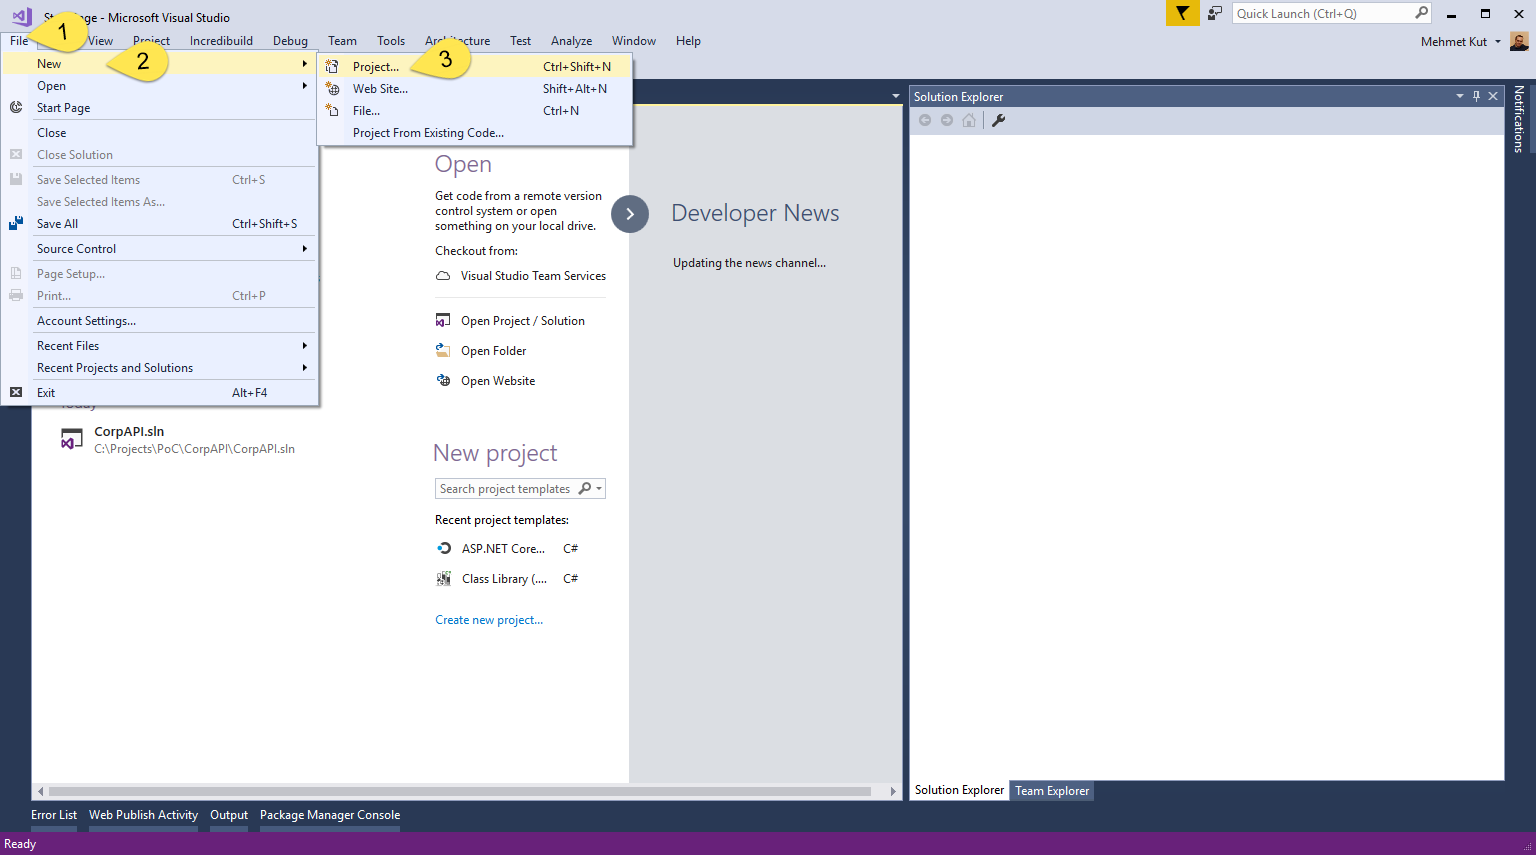 St Page - Microsoft Visual Studio
Quick Launch (Ctrl+Q)
File View Project Incredibuild Debug Team Tools Architecture Test Analyze Window Help
Mehmet Kut
1
2
3
New
Open
Start Page
Close
Close Solution
Save Selected Items Ctrl+S
Save Selected Items As...
Save All Ctrl+Shift+S
Source Control
Page Setup...
Print... Ctrl+P
Account Settings...
Recent Files
Recent Projects and Solutions
Exit Alt+F4
Project... Ctrl+Shift+N
Web Site... Shift+Alt+N
File... Ctrl+N
Project From Existing Code...
Today
CorpAPI.sln
C:\Projects\PoC\CorpAPI\CorpAPI.sln
Open
Get code from a remote version
control system or open
something on your local drive.
Checkout from:
Visual Studio Team Services
Open Project / Solution
Open Folder
Open Website
New project
Search project templates
Recent project templates:
ASP.NET Core... C#
Class Library (.... C#
Create new project...
Developer News
Updating the news channel...
Solution Explorer
Notifications
Solution Explorer Team Explorer
Error List Web Publish Activity Output Package Manager Console
Ready